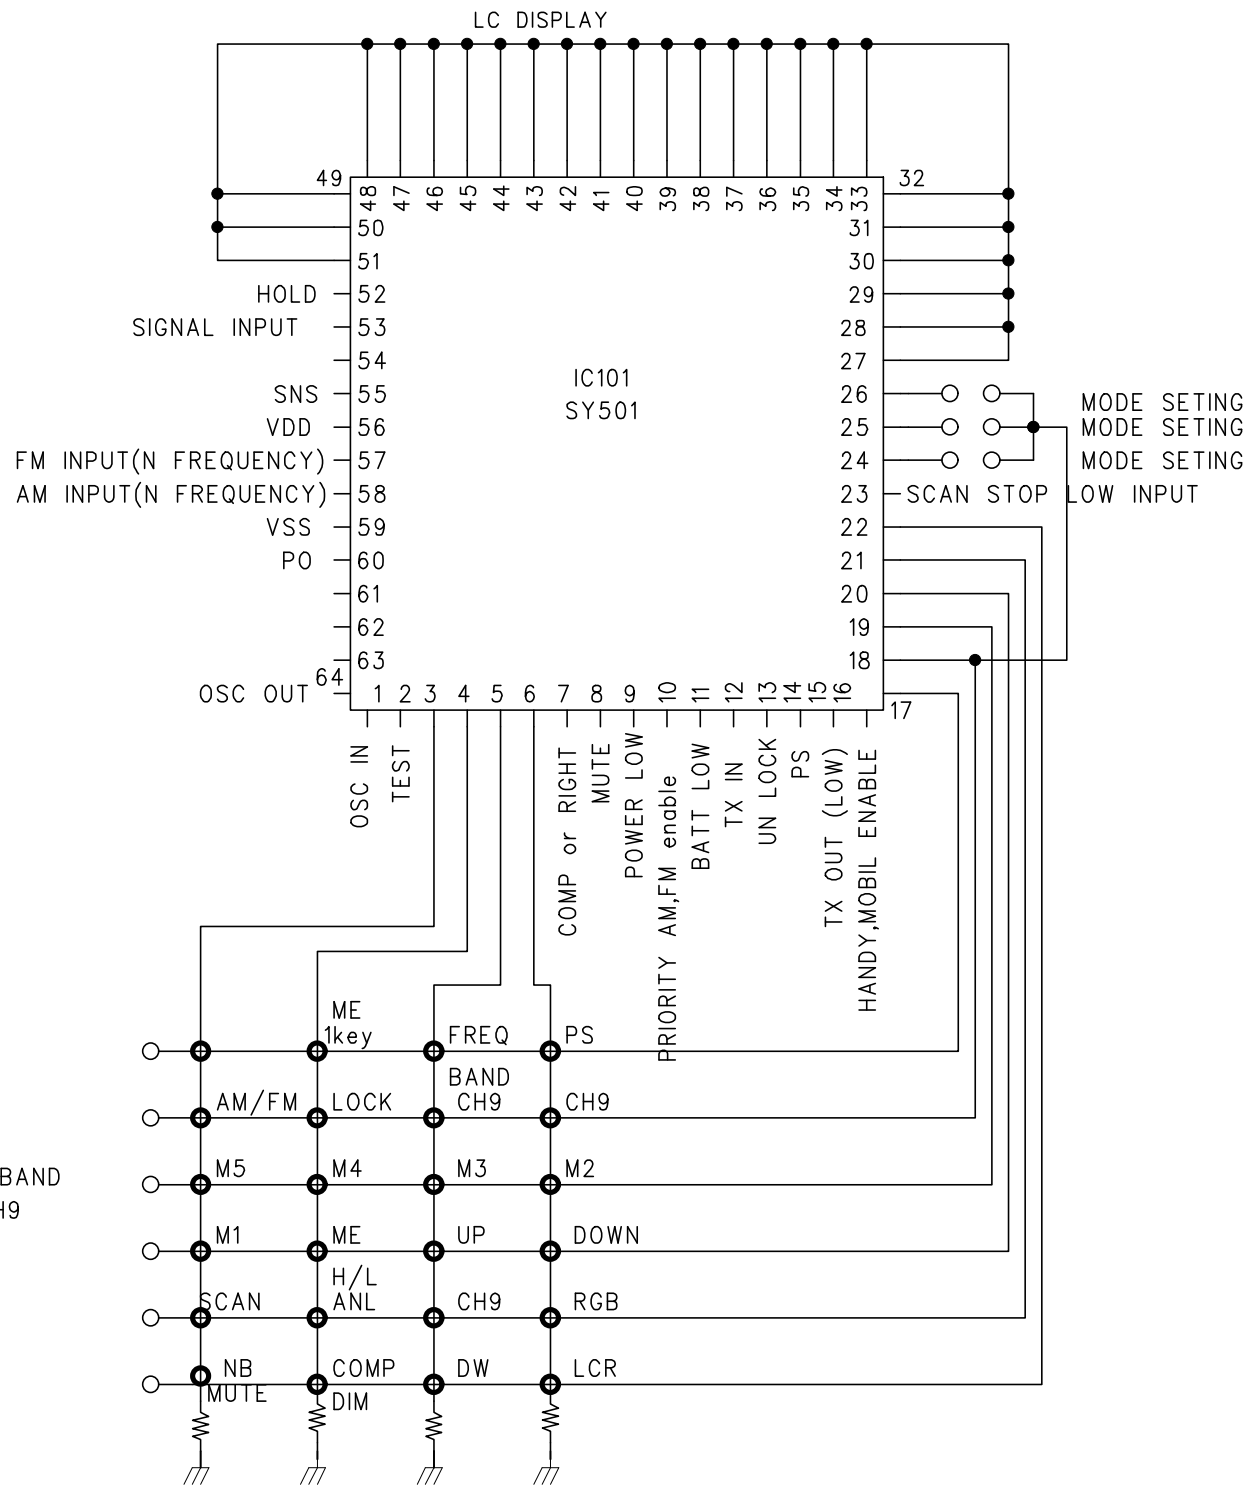 LC DISPLAY
49 48 47 46 45 44 43 42 41 40 39 38 37 36 35 34 33 32
50 31
51 30
HOLD 52 29
SIGNAL INPUT 53 28
54 27
IC101
SY501
SNS 55 26 MODE SETING
VDD 56 25 MODE SETING
FM INPUT(N FREQUENCY) 57 24 MODE SETING
AM INPUT(N FREQUENCY) 58 23 SCAN STOP LOW INPUT
VSS 59 22
PO 60 21
61 20
62 19
63 18
OSC OUT 64 1 2 3 4 5 6 7 8 9 10 11 12 13 14 15 16 17
OSC IN
TEST
COMP or RIGHT
MUTE
POWER LOW
PRIORITY AM,FM enable
BATT LOW
TX IN
UN LOCK
PS
TX OUT (LOW)
HANDY,MOBIL ENABLE
ME
1key FREQ PS
BAND
AM/FM LOCK CH9 CH9
BAND M5 M4 M3 M2
H9
M1 ME UP DOWN
H/L
SCAN ANL CH9 RGB
NB COMP DW LCR
MUTE DIM